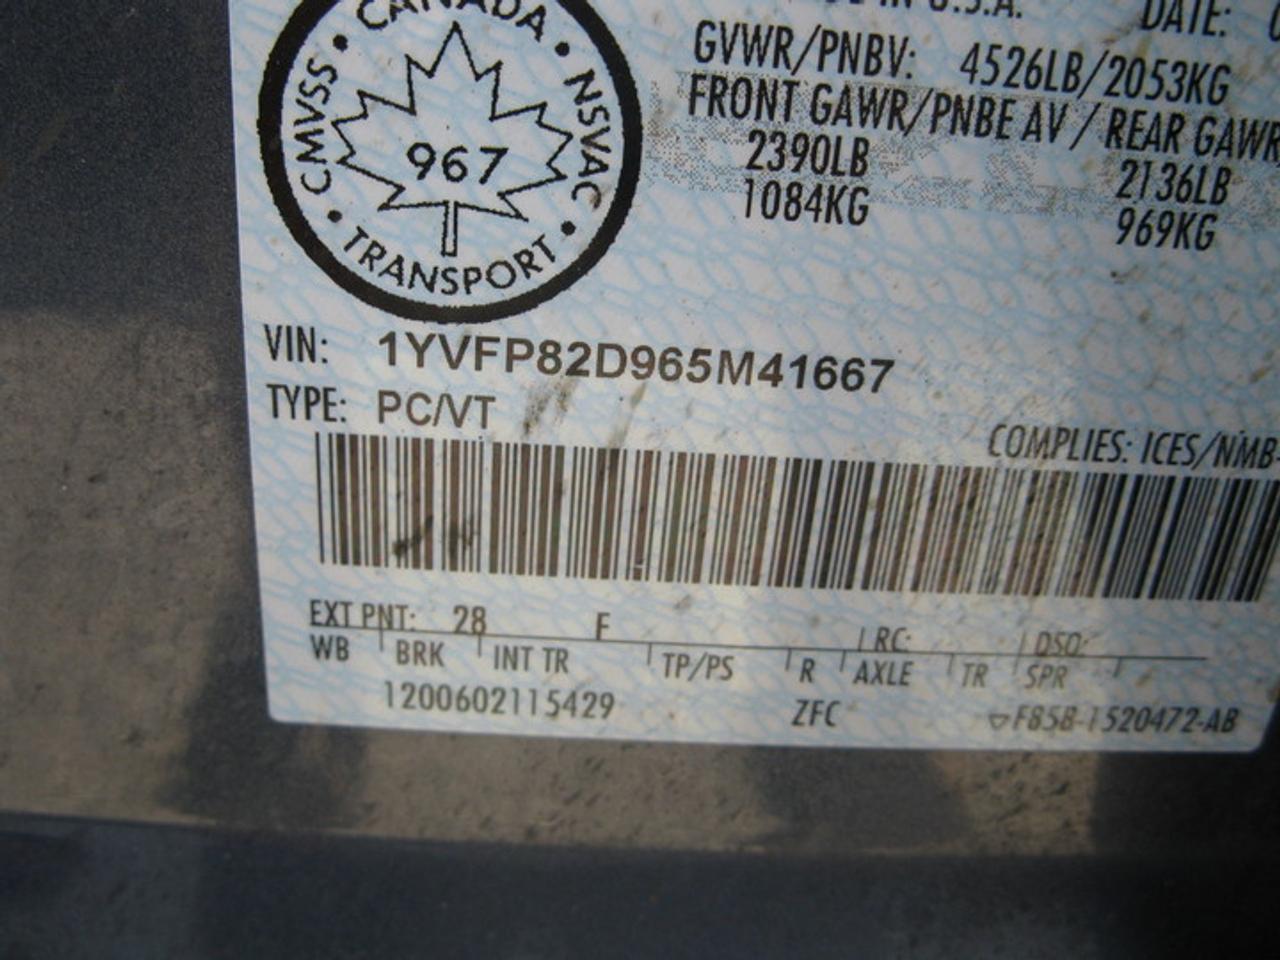 CANADA
CMVSS
NSVAC
967
TRANSPORT
IN U.S.A.
DATE:
GVWR/PNBV: 4526LB/2053KG
FRONT GAWR/PNBE AV / REAR GAWR
2390LB 2136LB
1084KG 969KG
VIN: 1YVFP82D965M41667
TYPE: PC/VT
COMPLIES: ICES/NMB-
EXT PNT: 28 F RC: DSO:
WB BRK INT TR TP/PS R AXLE TR SPR
1200602115429 ZFC F85B-1520472-AB